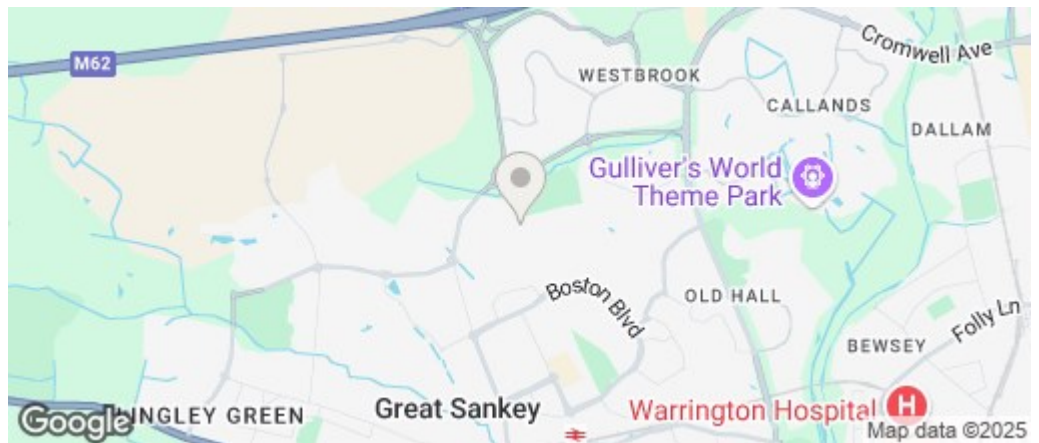 M62
Cromwell Ave
WESTBROOK
CALLANDS
DALLAM
Gulliver's World
Theme Park
Boston Blvd
OLD HALL
Folly Ln
BEWSEY
LINGLEY GREEN
Great Sankey
Warrington Hospital
H
Google
Map data ©2025